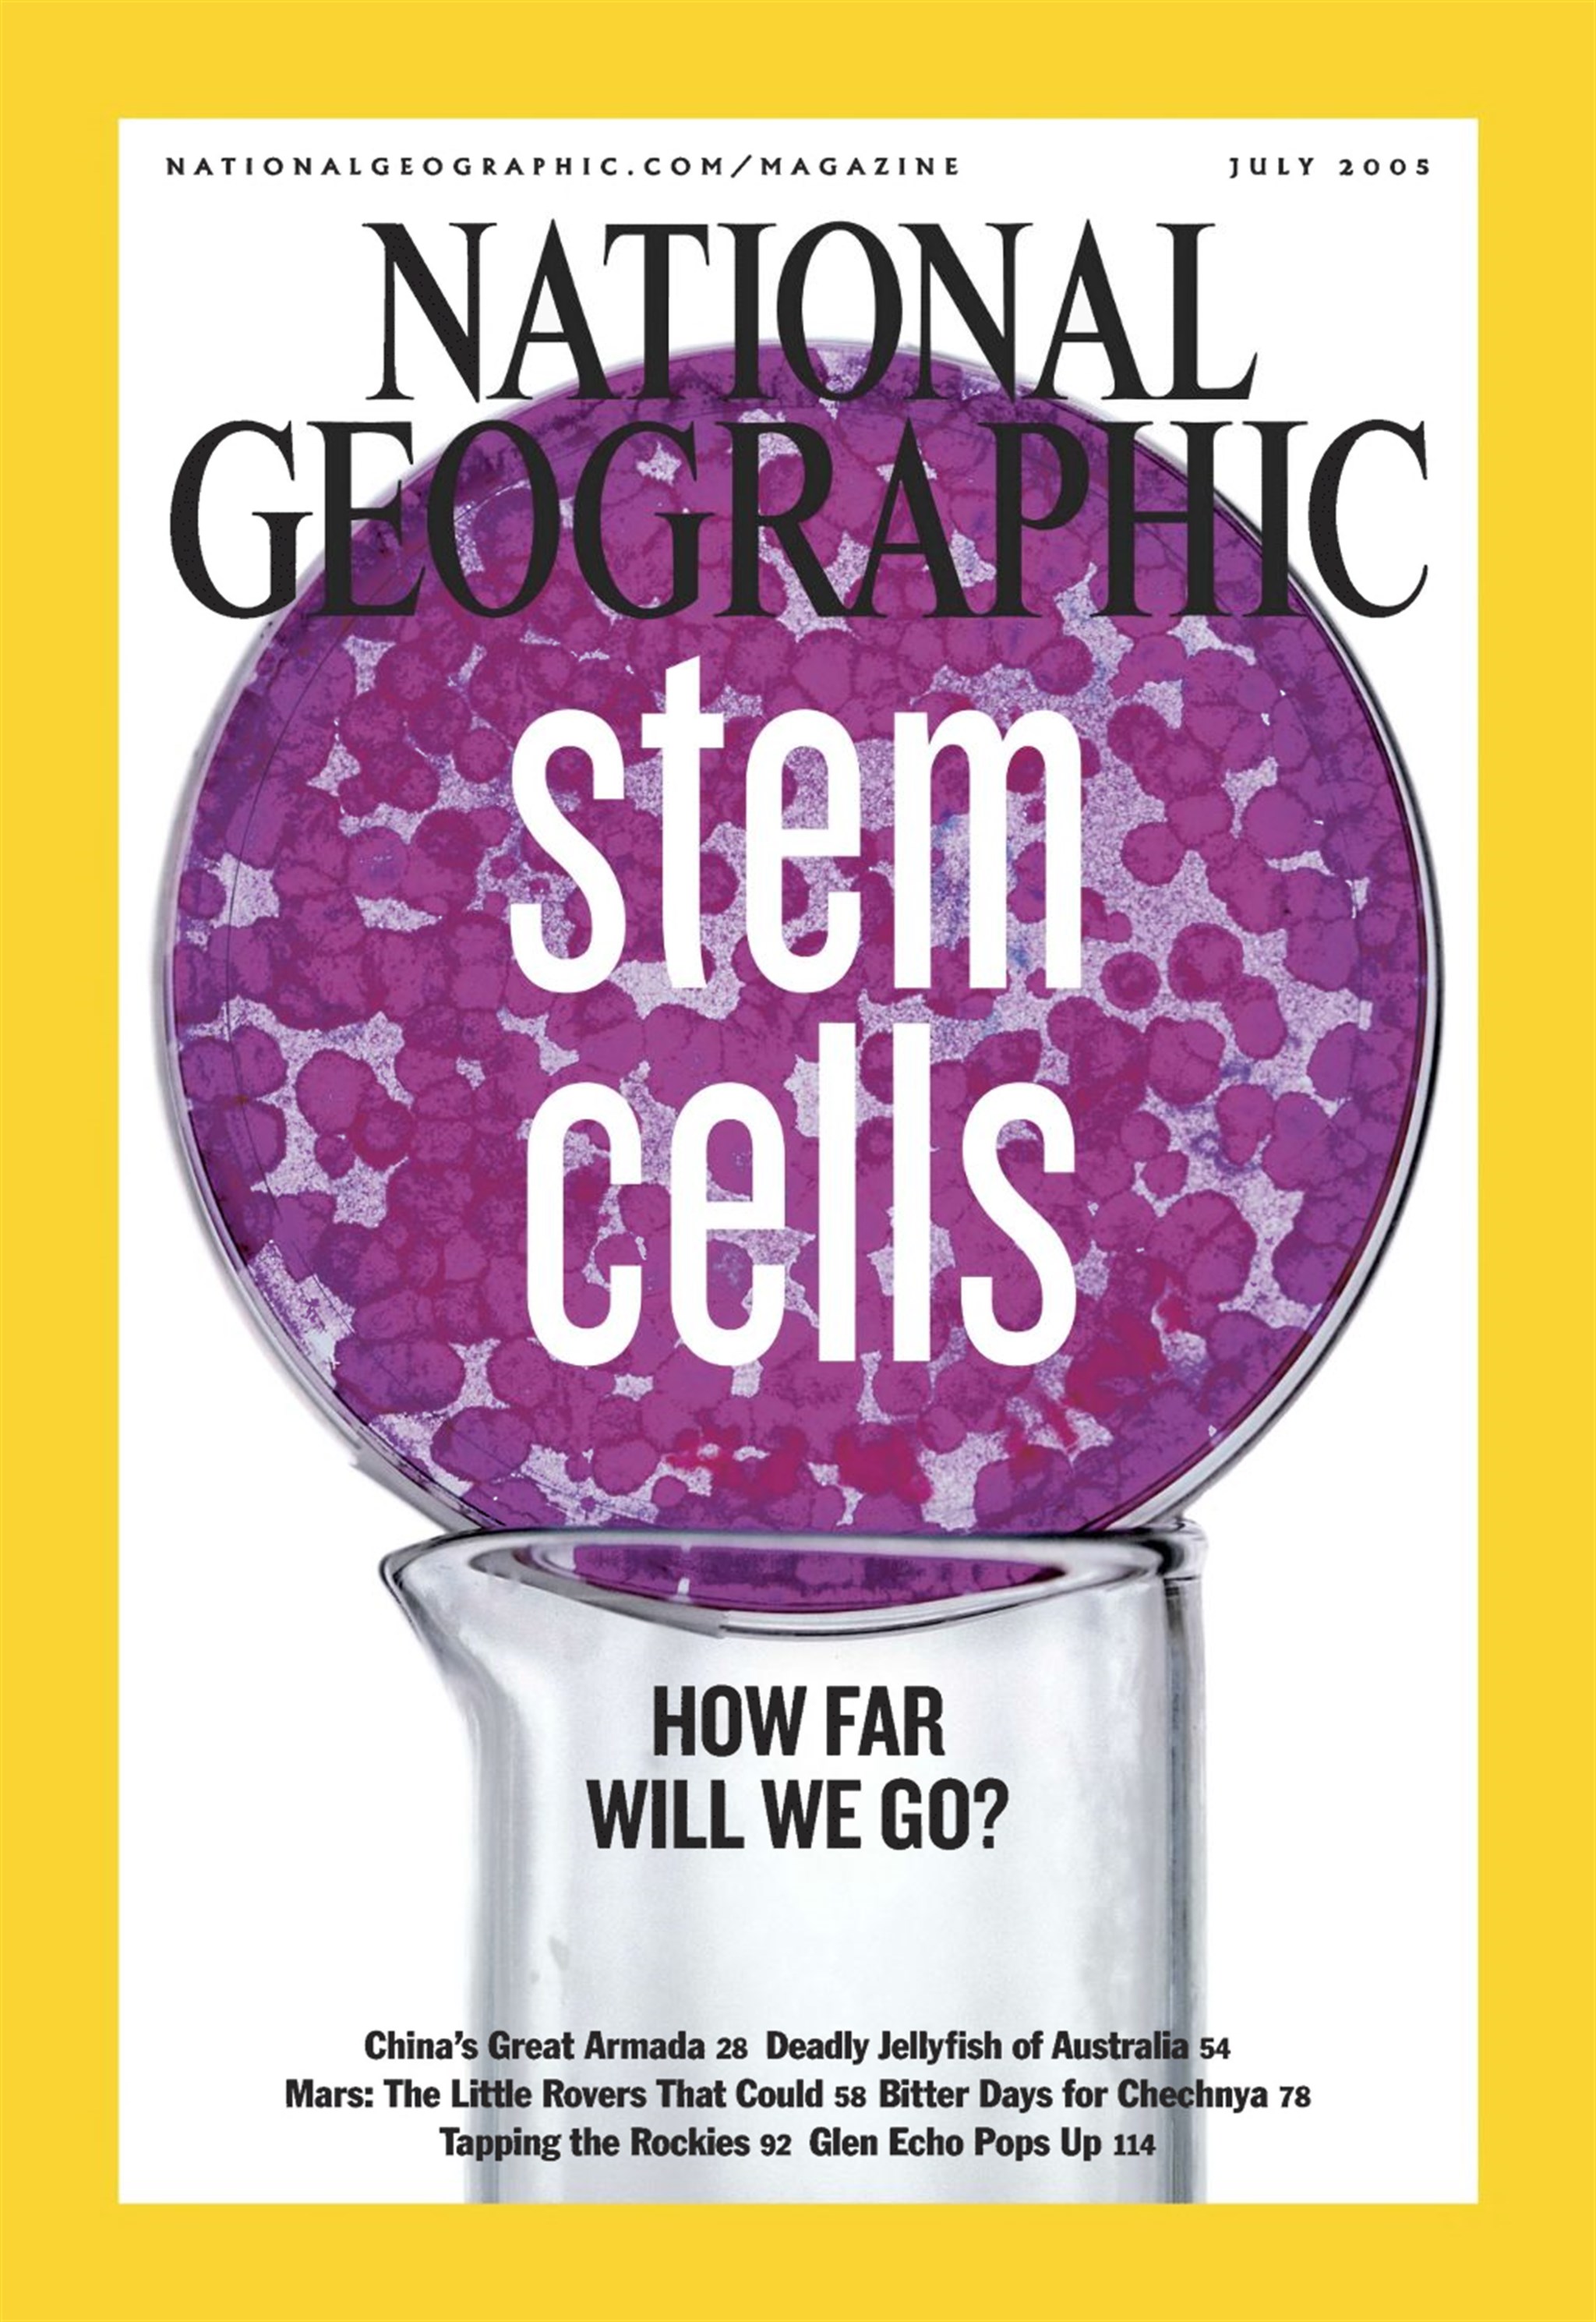 NATIONALGEOGRAPHIC.COM/MAGAZINE JULY 2005
NATIONAL
GEOGRAPHIC
stem
cells
HOW FAR
WILL WE GO?
China’s Great Armada 28 Deadly Jellyfish of Australia 54
Mars: The Little Rovers That Could 58 Bitter Days for Chechnya 78
Tapping the Rockies 92 Glen Echo Pops Up 114